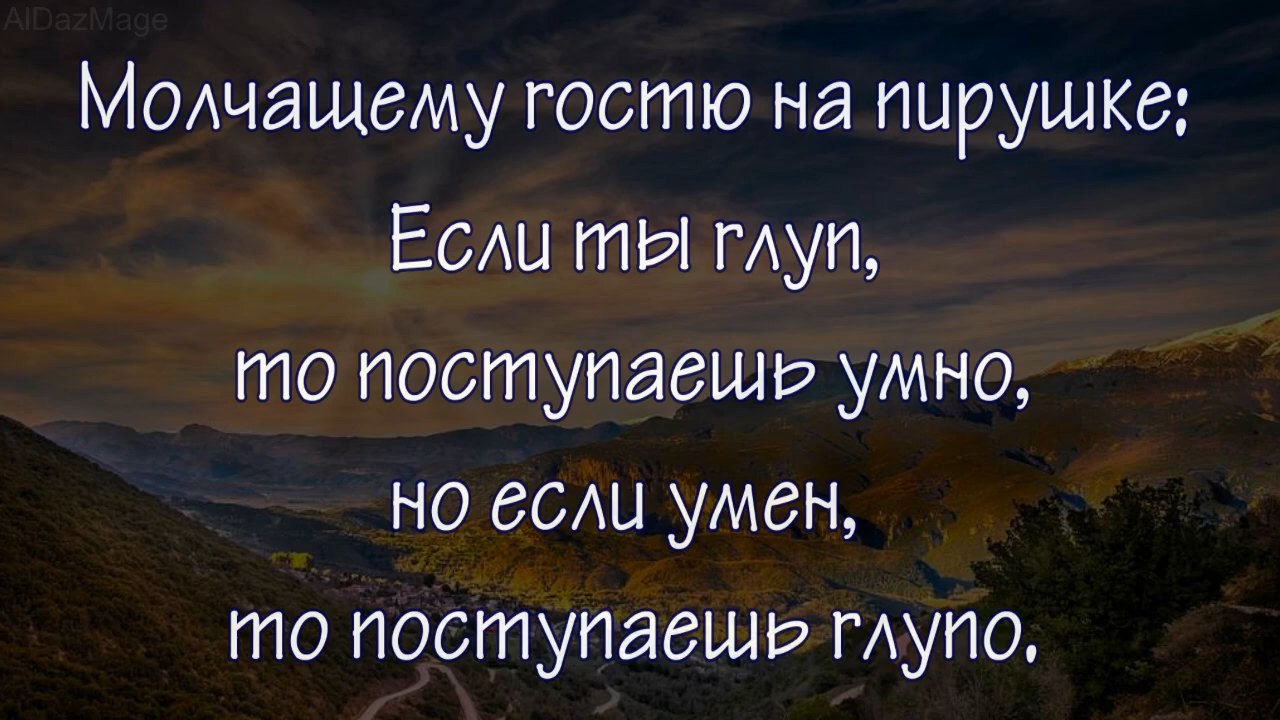 AlDazMage
Молчащему гостю на пирушке:
Если ты глуп,
то поступаешь умно,
но если умен,
то поступаешь глупо.